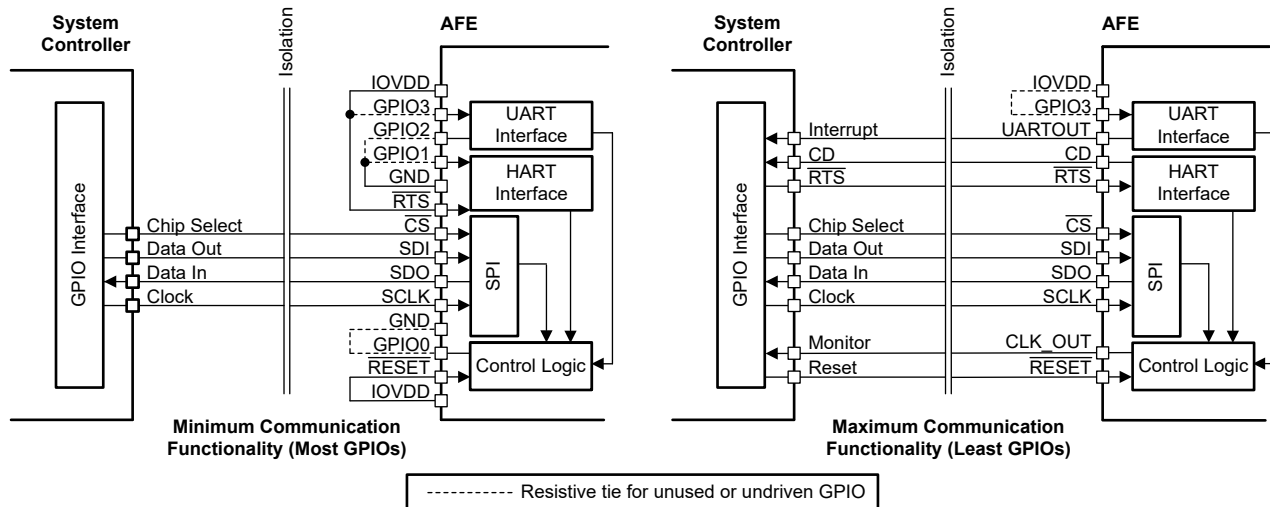 System
Controller
AFE
Isolation
IOVDD
GPIO3
GPIO2
GPIO1
GND
RTS
Chip Select
CS
Data Out
SDI
Data In
SDO
Clock
SCLK
GND
GPIO0
RESET
IOVDD
GPIO Interface
UART
Interface
HART
Interface
SPI
Control Logic
Minimum Communication
Functionality (Most GPIOs)
System
Controller
AFE
Isolation
IOVDD
GPIO3
Interrupt
UARTOUT
CD
CD
RTS
RTS
Chip Select
CS
Data Out
SDI
Data In
SDO
Clock
SCLK
Monitor
CLK_OUT
Reset
RESET
GPIO Interface
UART
Interface
HART
Interface
SPI
Control Logic
Maximum Communication
Functionality (Least GPIOs)
Resistive tie for unused or undriven GPIO